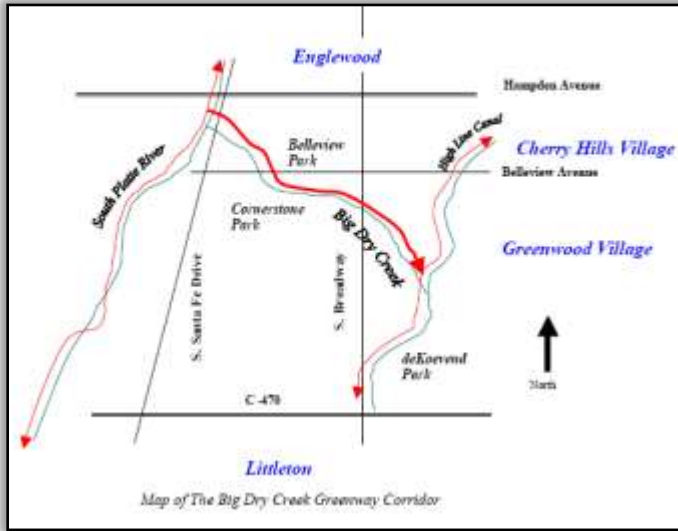 Englewood
Hampden Avenue
High Line Canal
Cherry Hills Village
Belleview
Park
Belleview Avenue
South Platte River
Cornerstone
Park
Big Dry Creek
Greenwood Village
S. Santa Fe Drive
S. Broadway
deKoevend
Park
North
C-470
Littleton
Map of The Big Dry Creek Greenway Corridor